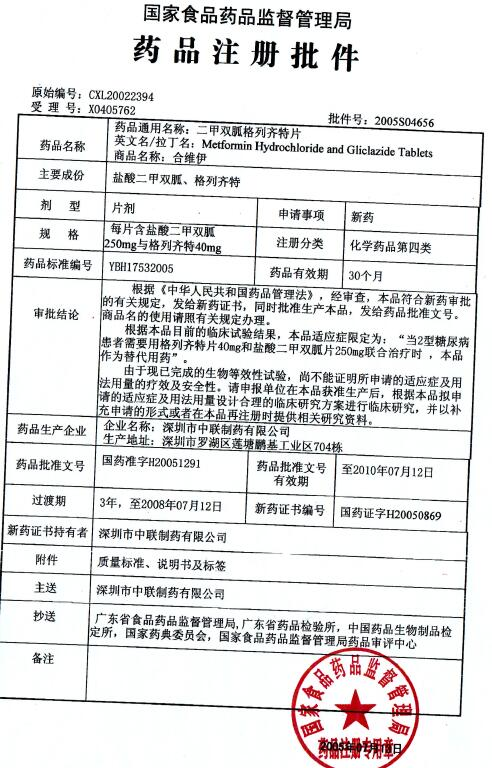 国家食品药品监督管理局
药品注册批件
原始编号：CXL20022394
受 理 号：X0405762
批件号：2005S04656
药品名称
药品通用名称：二甲双胍格列齐特片
英文名/拉丁名：Metformin Hydrochloride and Gliclazide Tablets
商品名称：合维伊
主要成份
盐酸二甲双胍、格列齐特
剂 型
片剂
申请事项
新药
规 格
每片含盐酸二甲双胍
250mg与格列齐特40mg
注册分类
化学药品第四类
药品标准编号
YBH17532005
药品有效期
30个月
审批结论
根据《中华人民共和国药品管理法》，经审查，本品符合新药审批
的有关规定，发给新药证书，同时批准生产本品，发给药品批准文号。
商品名的使用请照有关规定办理。
根据本品目前的临床试验结果，本品适应症限定为：“当2型糖尿病
患者需要用格列齐特片40mg和盐酸二甲双胍片250mg联合治疗时，本品
作为替代用药”。
由于现已完成的生物等效性试验，尚不能证明所申请的适应症及用
法用量的疗效及安全性。请申报单位在本品获准生产后，根据本品拟申
请的适应症及用法用量设计合理的临床研究方案进行临床研究，并以补
充申请的形式或者在本品再注册时提供相关研究资料。
药品生产企业
企业名称：深圳市中联制药有限公司
生产地址：深圳市罗湖区莲塘鹏基工业区704栋
药品批准文号
国药准字H20051291
药品批准文号
有效期
至2010年07月12日
过渡期
3年，至2008年07月12日
新药证书编号
国药证字H20050869
新药证书持有者
深圳市中联制药有限公司
附件
质量标准、说明书及标签
主送
深圳市中联制药有限公司
抄送
广东省食品药品监督管理局，广东省药品检验所，中国药品生物制品检
定所，国家药典委员会，国家食品药品监督管理局药品审评中心
备注
国家食品药品监督管理局
药品注册专用章
2005年07月13日